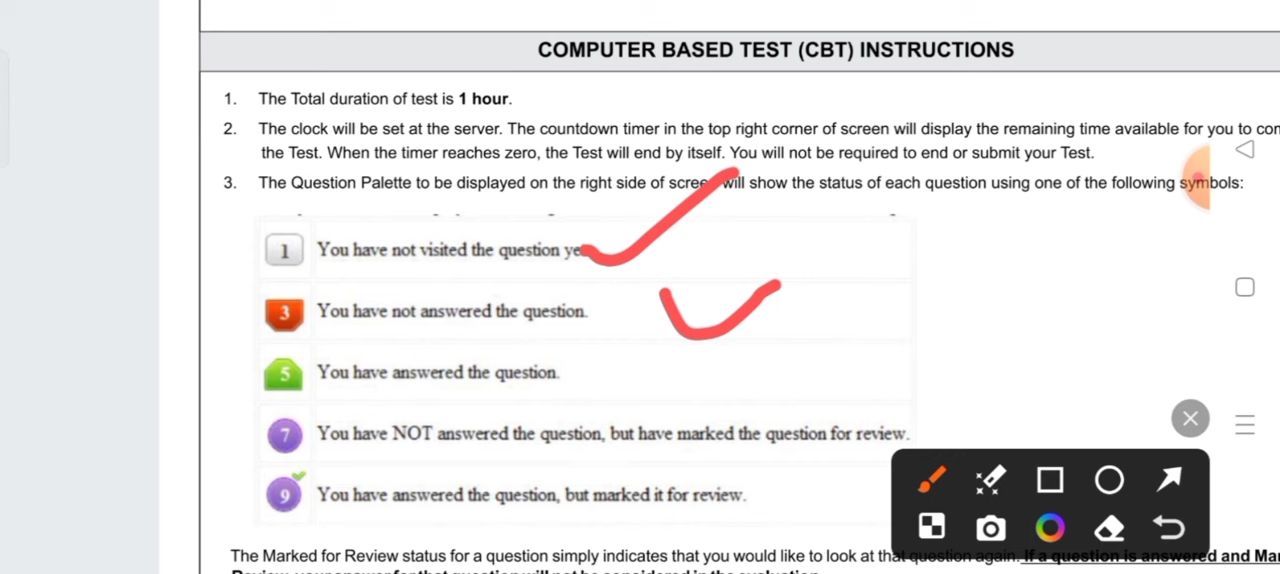 COMPUTER BASED TEST (CBT) INSTRUCTIONS
1. The Total duration of test is 1 hour.
2. The clock will be set at the server. The countdown timer in the top right corner of screen will display the remaining time available for you to
the Test. When the timer reaches zero, the Test will end by itself. You will not be required to end or submit your Test.
3. The Question Palette to be displayed on the right side of screen will show the status of each question using one of the following symbols:
1 You have not visited the question
3 You have not answered the question.
5 You have answered the question.
7 You have NOT answered the question, but have marked the question for review.
9 You have answered the question, but marked it for review.
The Marked for Review status for a question simply indicates that you would like to look at that question again. If a question is answered and